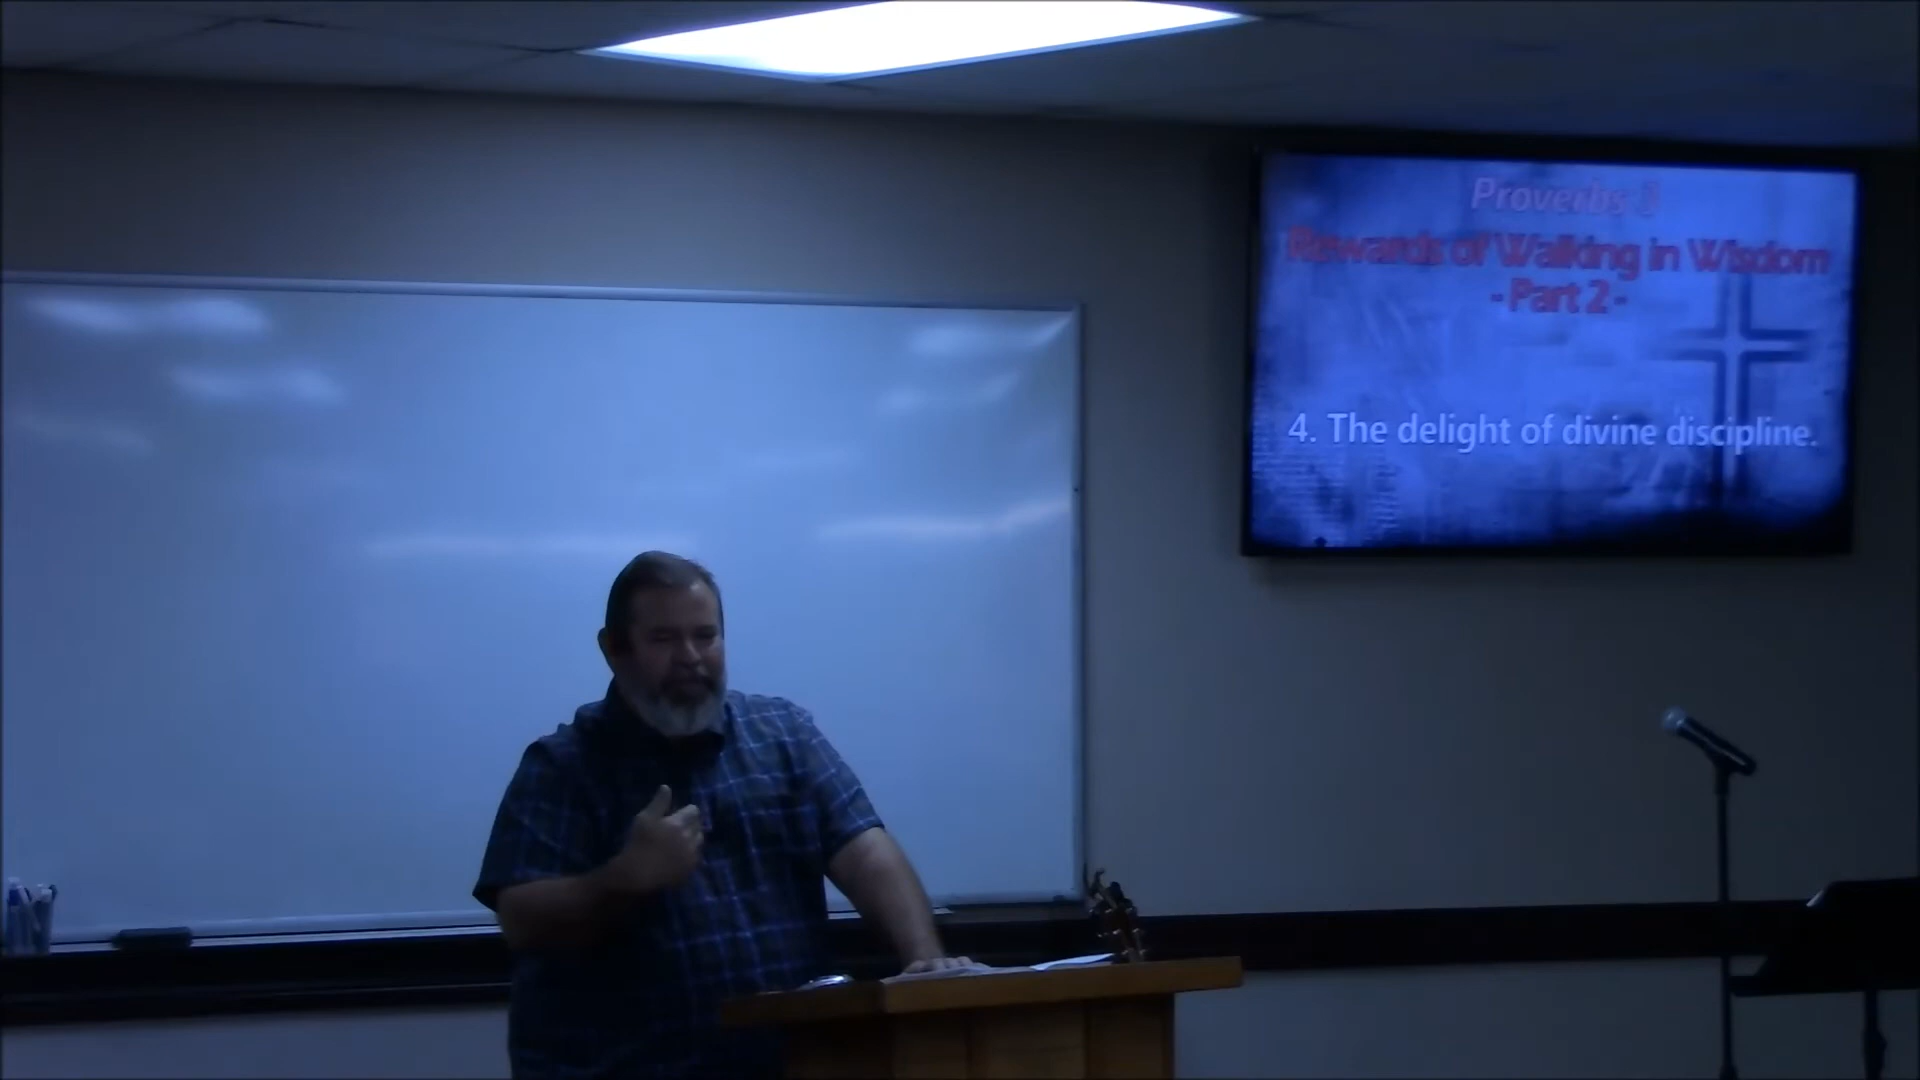 Proverbs 3
Rewards of Walking in Wisdom
- Part 2 -
4. The delight of divine discipline.